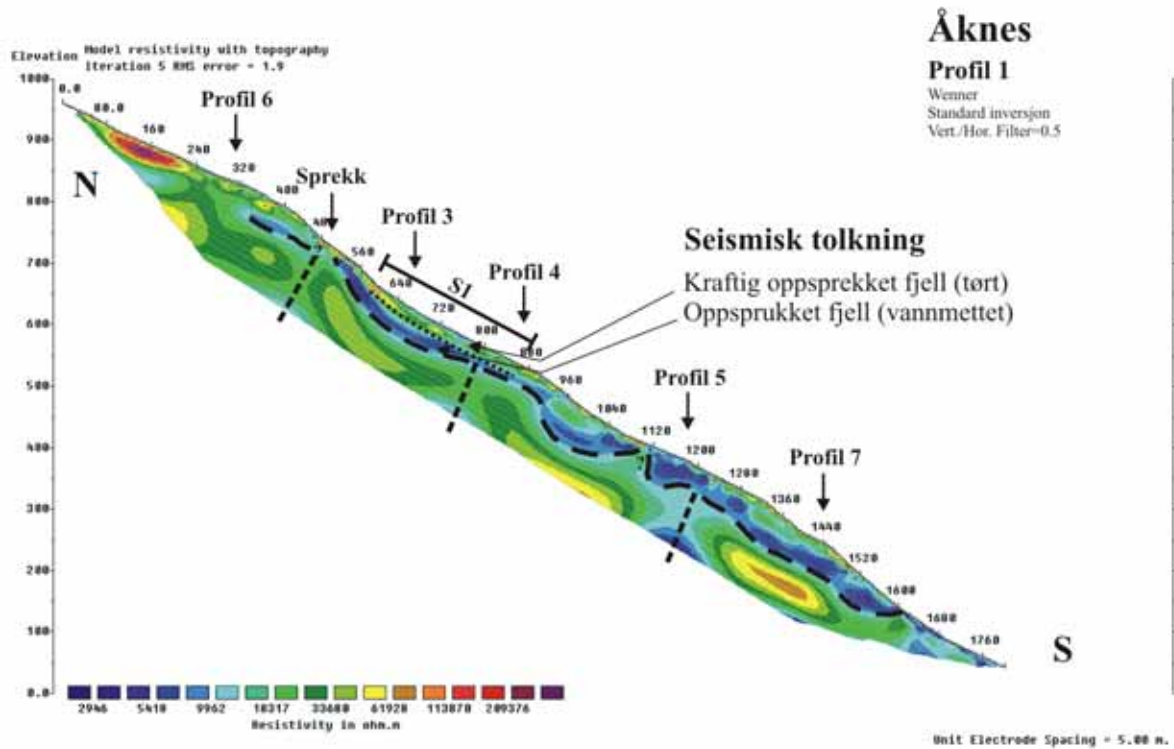 Åknes
Profil 1
Wenner
Standard inversjon
Vert./Hor. Filter=0.5
Elevation
Model resistivity with topography
Iteration 5 RMS error = 1.9
1000
900
800
700
600
500
400
300
200
100
0.0
0.0
80.0
160
240
320
400
560
640
720
800
960
1040
1120
1200
1280
1360
1440
1520
1600
1680
1760
N
Profil 6
Sprekk
Profil 3
S1
Profil 4
Seismisk tolkning
Kraftig oppsprekket fjell (tørt)
Oppsprukket fjell (vannmettet)
Profil 5
Profil 7
S
2946 5410 9962 18317 33680 61928 113870 209376
Resistivity in ohm.m
Unit Electrode Spacing = 5.00 m.